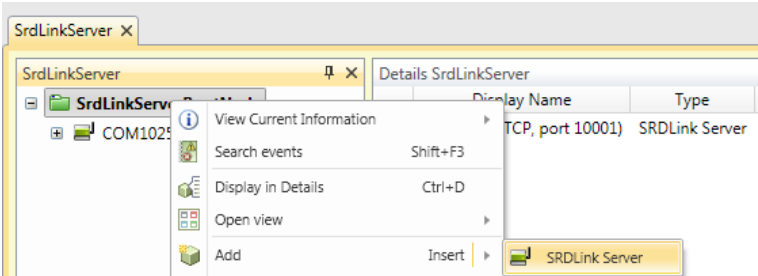 SrdLinkServer
SrdLinkServer
Details SrdLinkServer
Display Name Type
COM1025
TCP, port 10001) SRDLink Server
View Current Information
Search events Shift+F3
Display in Details Ctrl+D
Open view
Add Insert
SRDLink Server